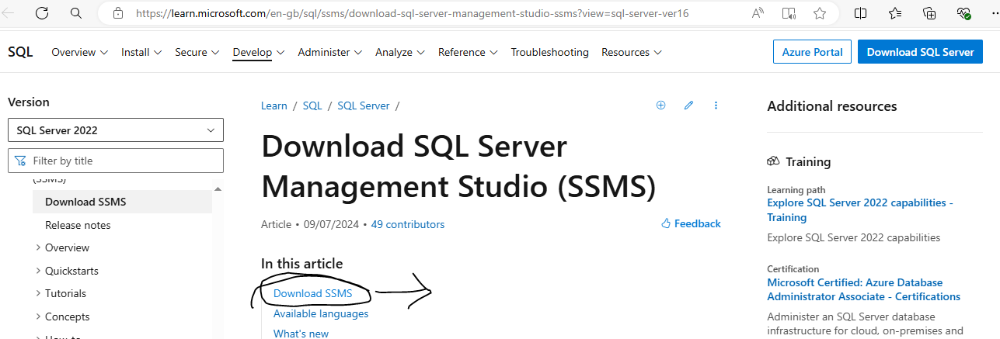 https://learn.microsoft.com/en-gb/sql/ssms/download-sql-server-management-studio-ssms?view=sql-server-ver16
SQL Overview Install Secure Develop Administer Analyze Reference Troubleshooting Resources Azure Portal Download SQL Server
Version
SQL Server 2022
Filter by title
(SSMS)
Download SSMS
Release notes
Overview
Quickstarts
Tutorials
Concepts
How-to
Learn / SQL / SQL Server /
Download SQL Server
Management Studio (SSMS)
Article • 09/07/2024 • 49 contributors
Feedback
In this article
Download SSMS
Available languages
What's new
Additional resources
Training
Learning path
Explore SQL Server 2022 capabilities -
Training
Explore SQL Server 2022 capabilities
Certification
Microsoft Certified: Azure Database
Administrator Associate - Certifications
Administer an SQL Server database
infrastructure for cloud, on-premises and